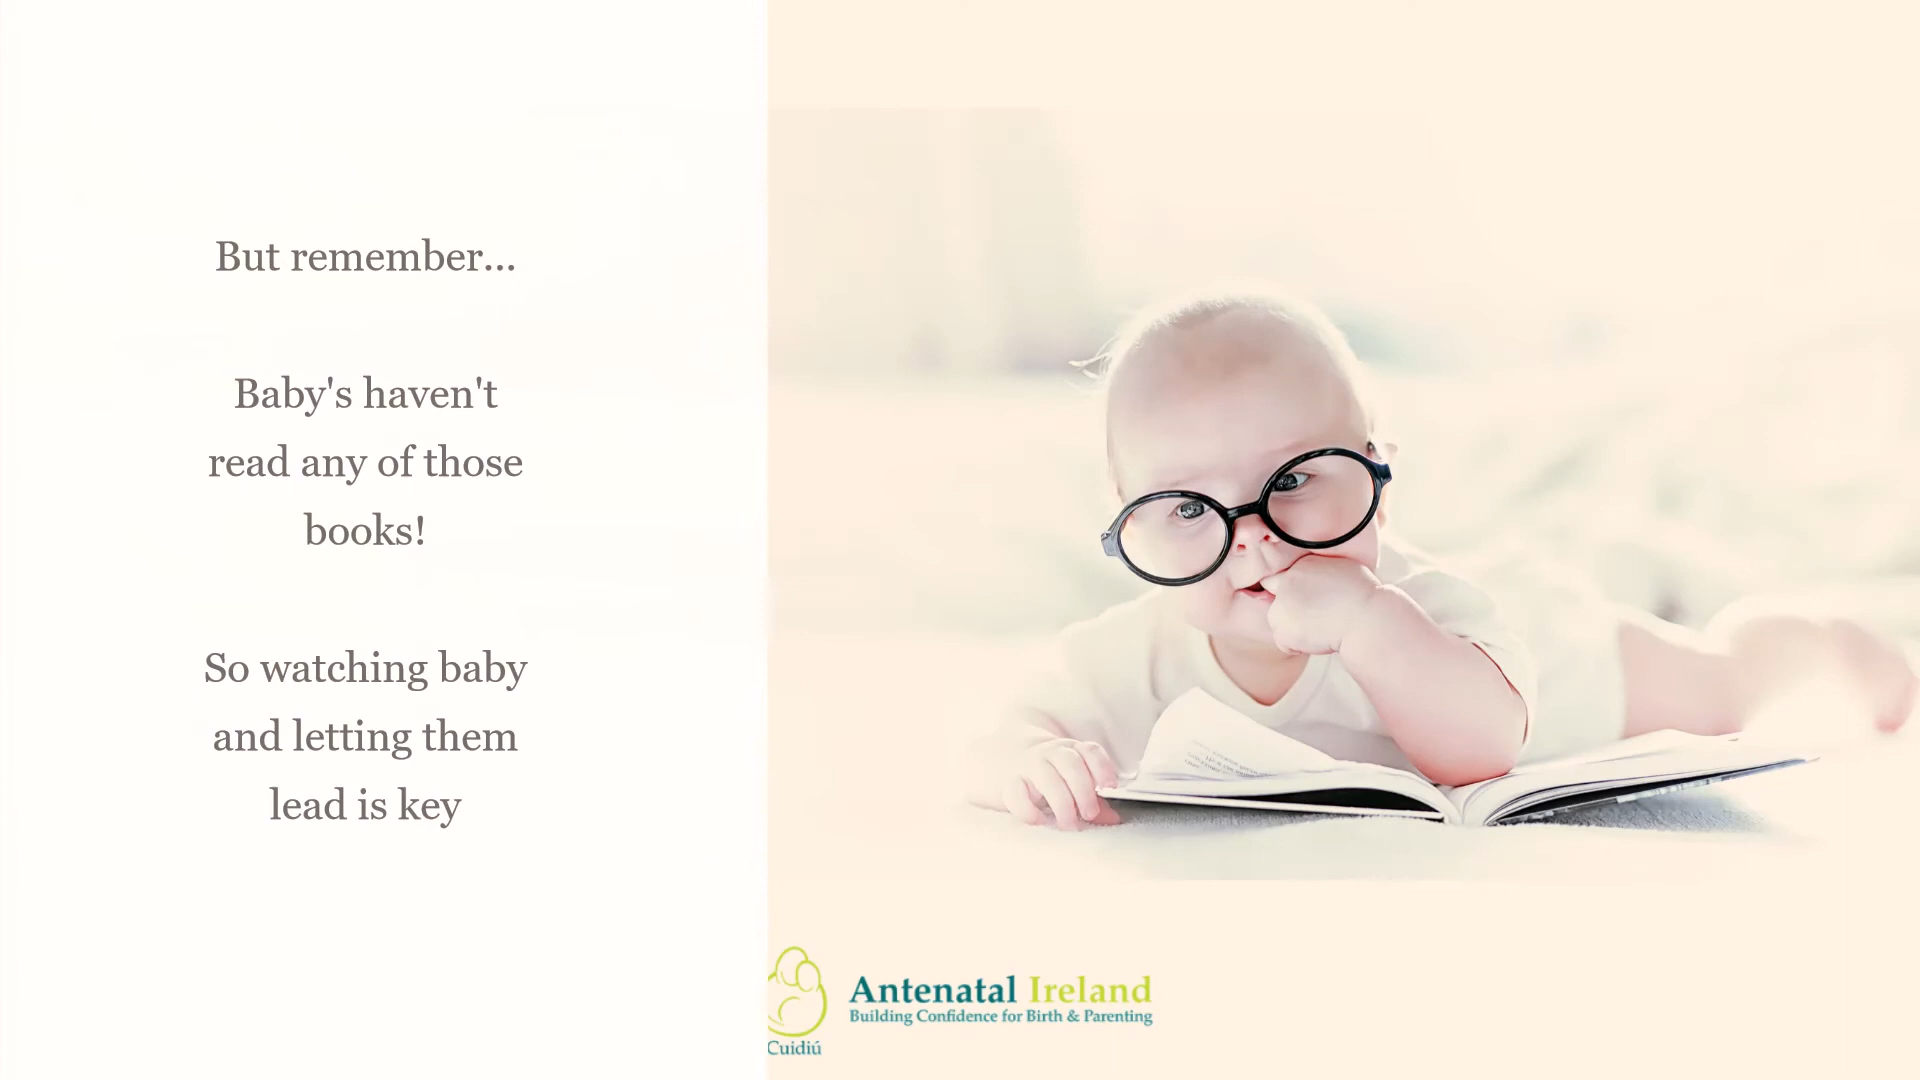 But remember...
Baby's haven't
read any of those
books!
So watching baby
and letting them
lead is key
Antenatal Ireland
Building Confidence for Birth & Parenting
Cuidiú